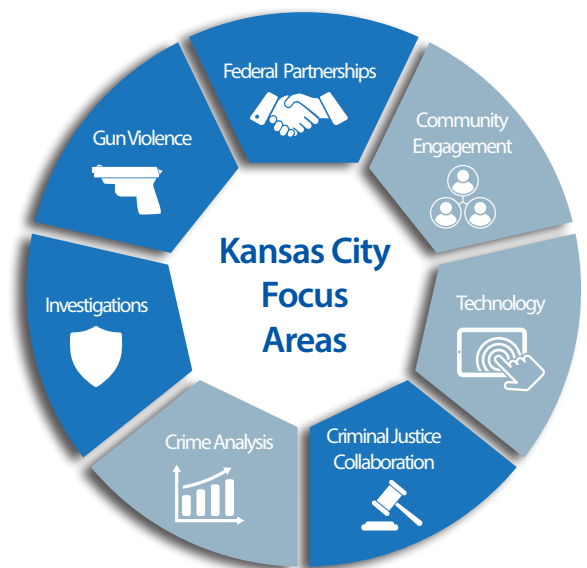 Federal Partnerships
Community
Engagement
Technology
Criminal Justice
Collaboration
Crime Analysis
Investigations
Gun Violence
Kansas City
Focus
Areas